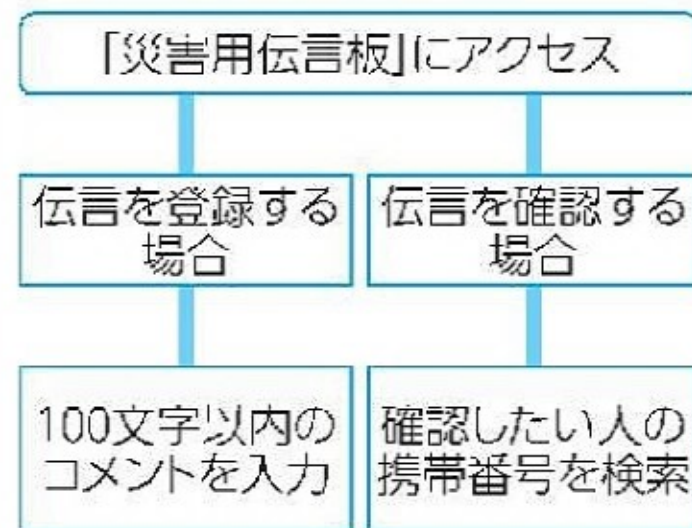 「災害用伝言板」にアクセス
伝言を登録する
場合
伝言を確認する
場合
100文字以内の
コメントを入力
確認したい人の
携帯番号を検索